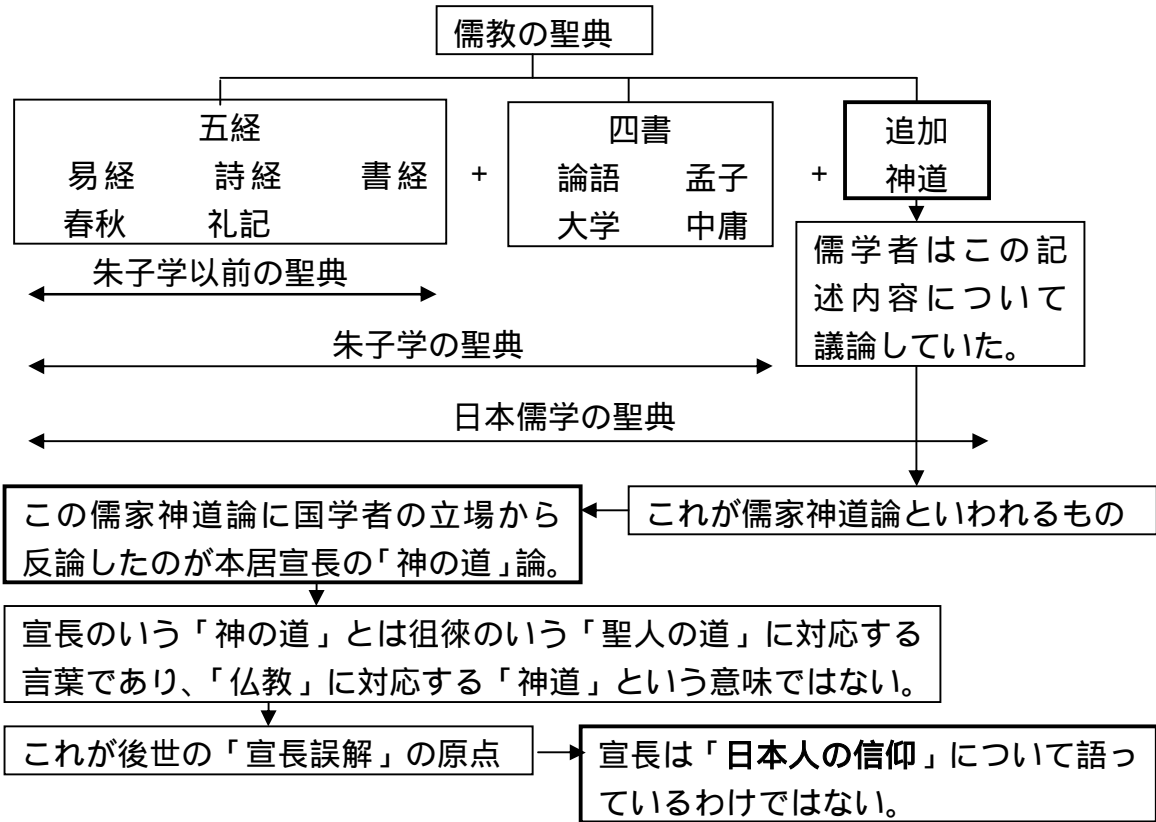 儒教の聖典
五経
易経 詩経 書経
春秋 礼記
+
四書
論語 孟子
大学 中庸
+
追加
神道
儒学者はこの記
述内容について
議論していた。
朱子学以前の聖典
朱子学の聖典
日本儒学の聖典
この儒家神道論に国学者の立場から
反論したのが本居宣長の「神の道」論。
これが儒家神道論といわれるもの
宣長のいう「神の道」とは徂徠のいう「聖人の道」に対応する
言葉であり、「仏教」に対応する「神道」という意味ではない。
これが後世の「宣長誤解」の原点
宣長は「日本人の信仰」について語っ
ているわけではない。